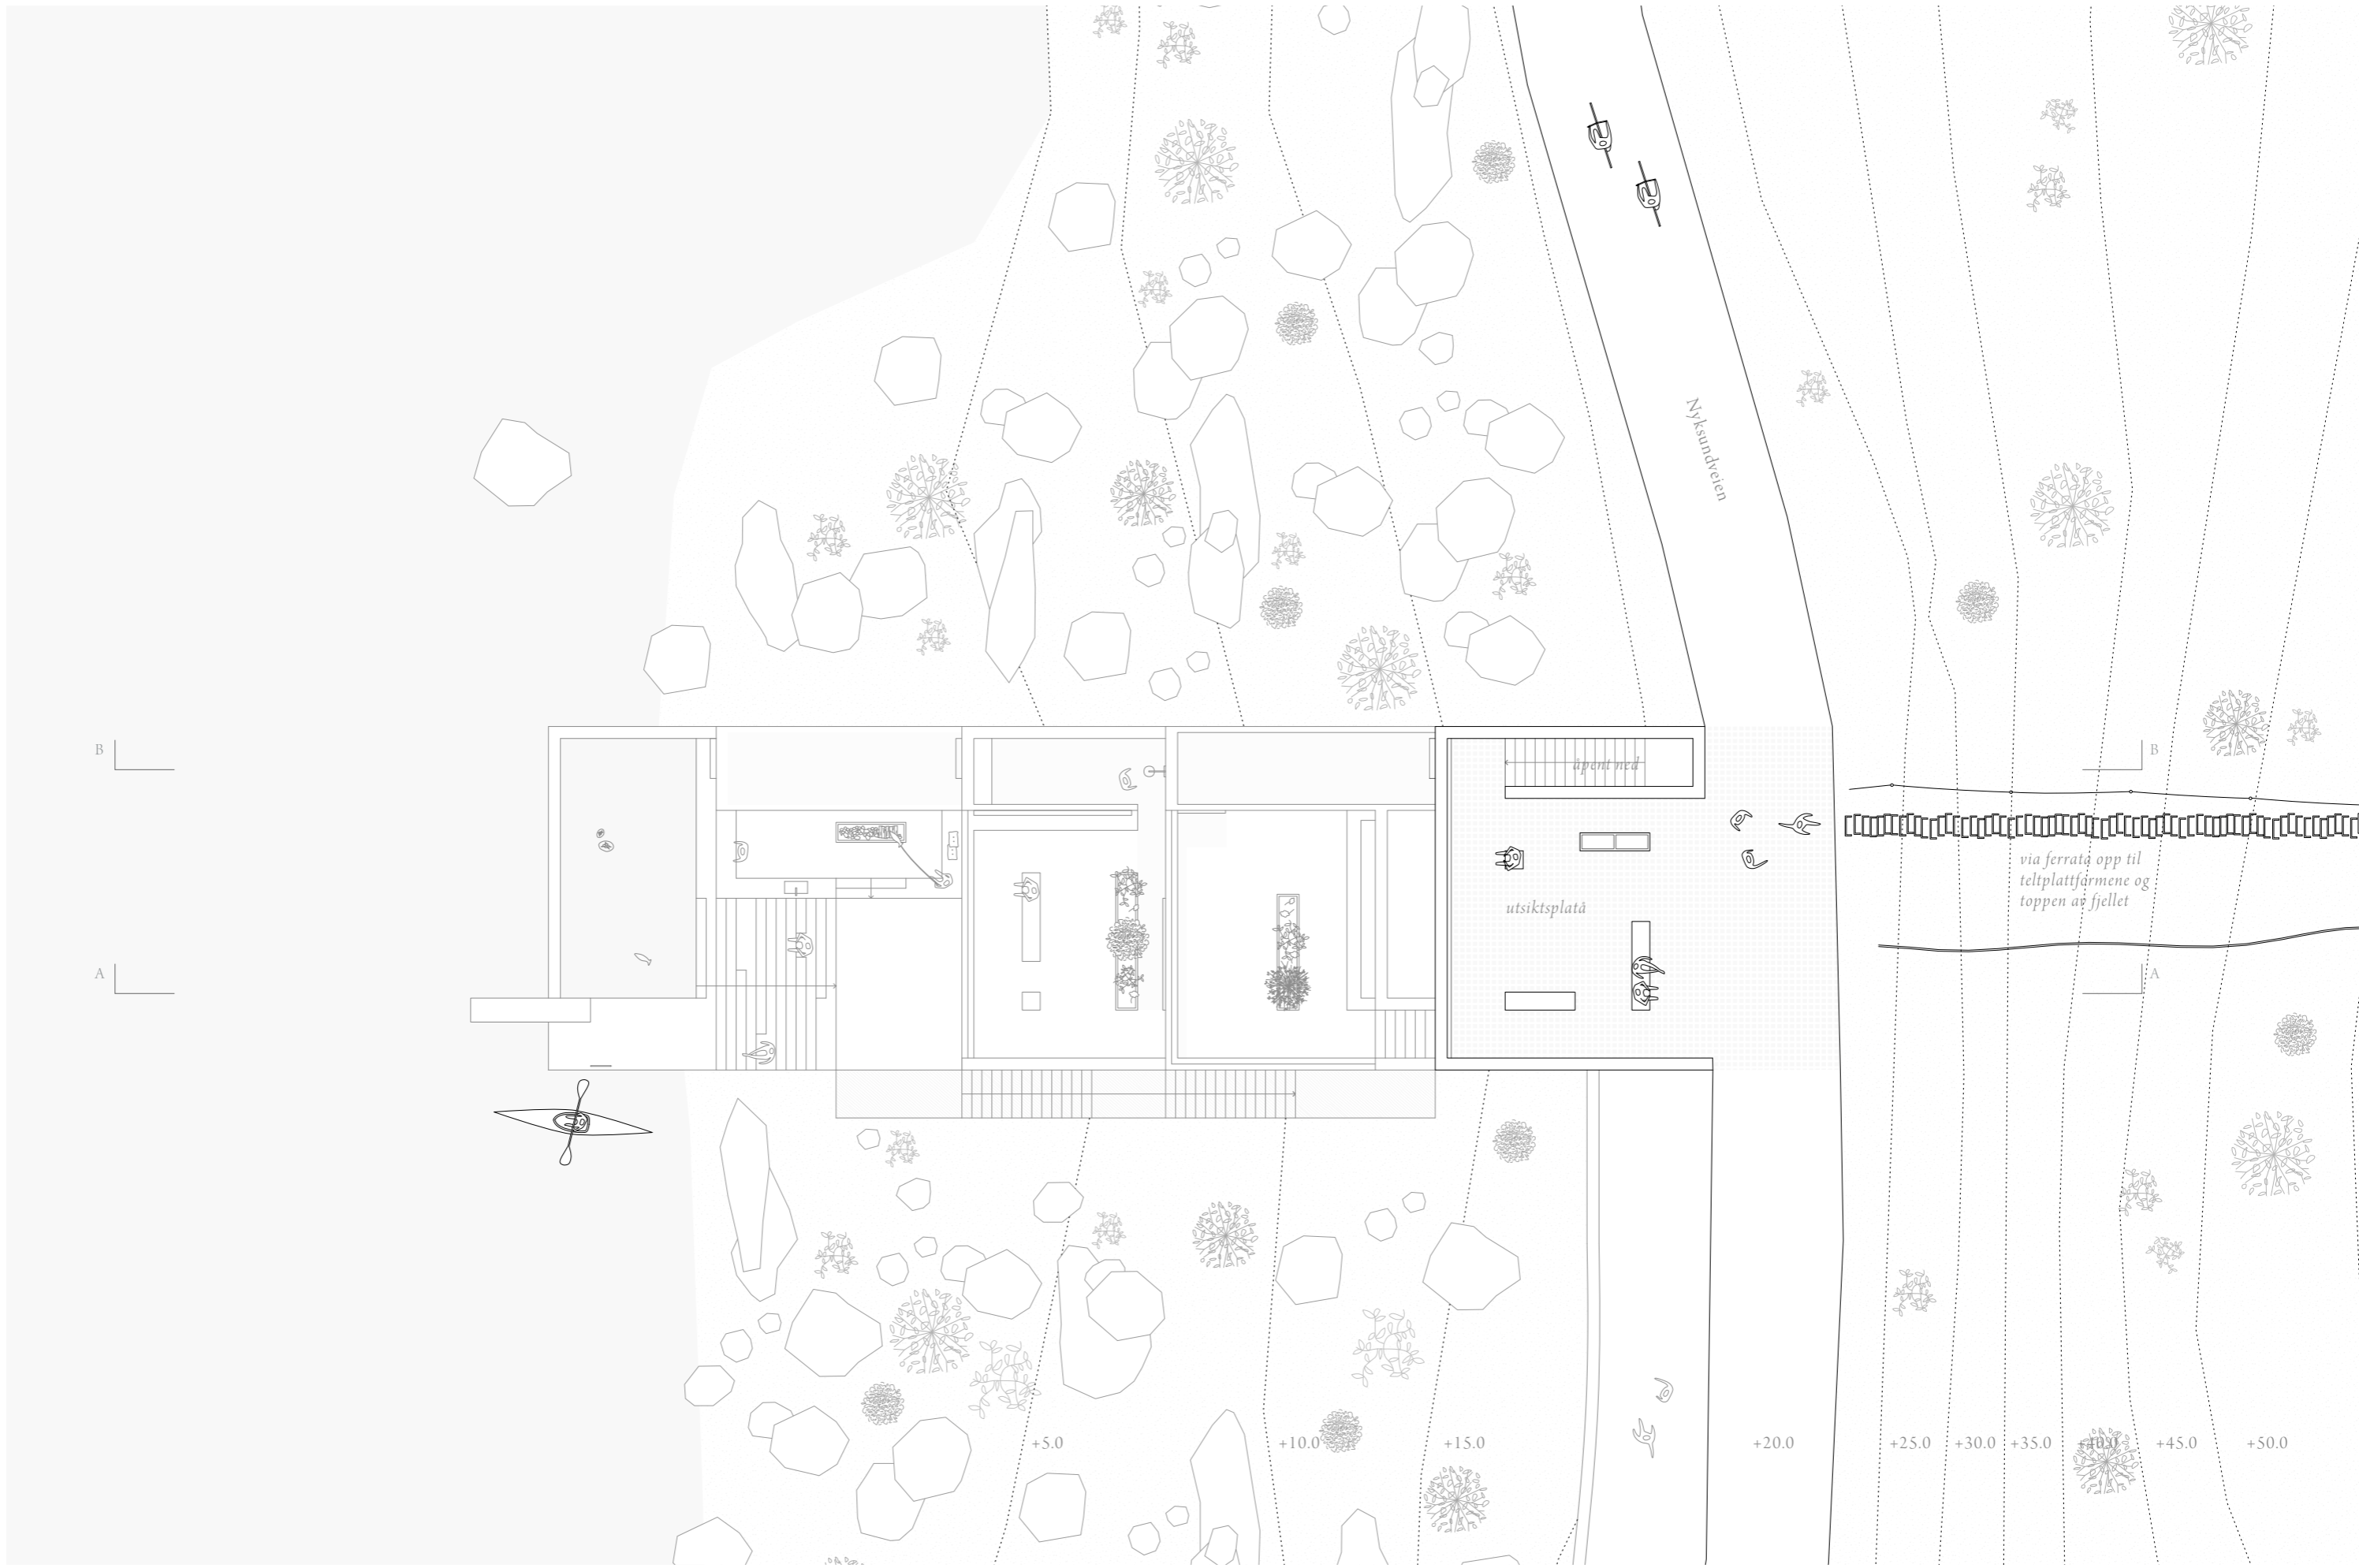 Nyksundveien
B
åpent ned
B
via ferrata opp til
teltplattformene og
toppen av fjellet
utsiktsplatå
A
A
+5.0
+10.0
+15.0
+20.0
+25.0
+30.0
+35.0
+40.0
+45.0
+50.0